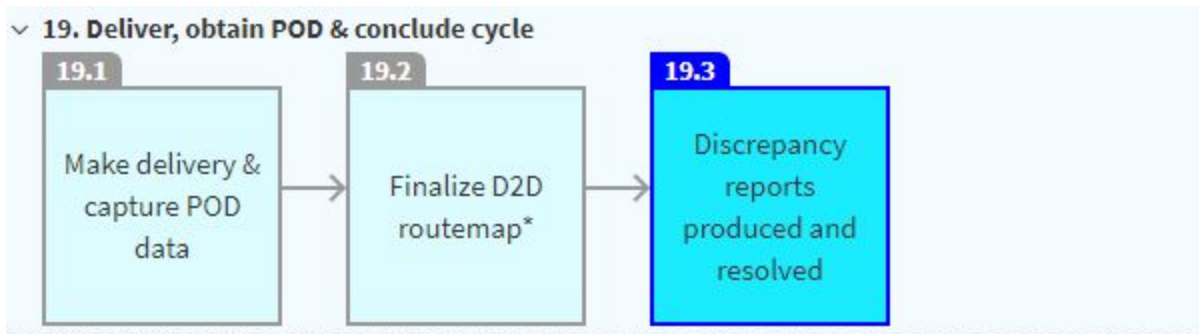 19. Deliver, obtain POD & conclude cycle
19.1
Make delivery &
capture POD
data
19.2
Finalize D2D
routemap*
19.3
Discrepancy
reports
produced and
resolved